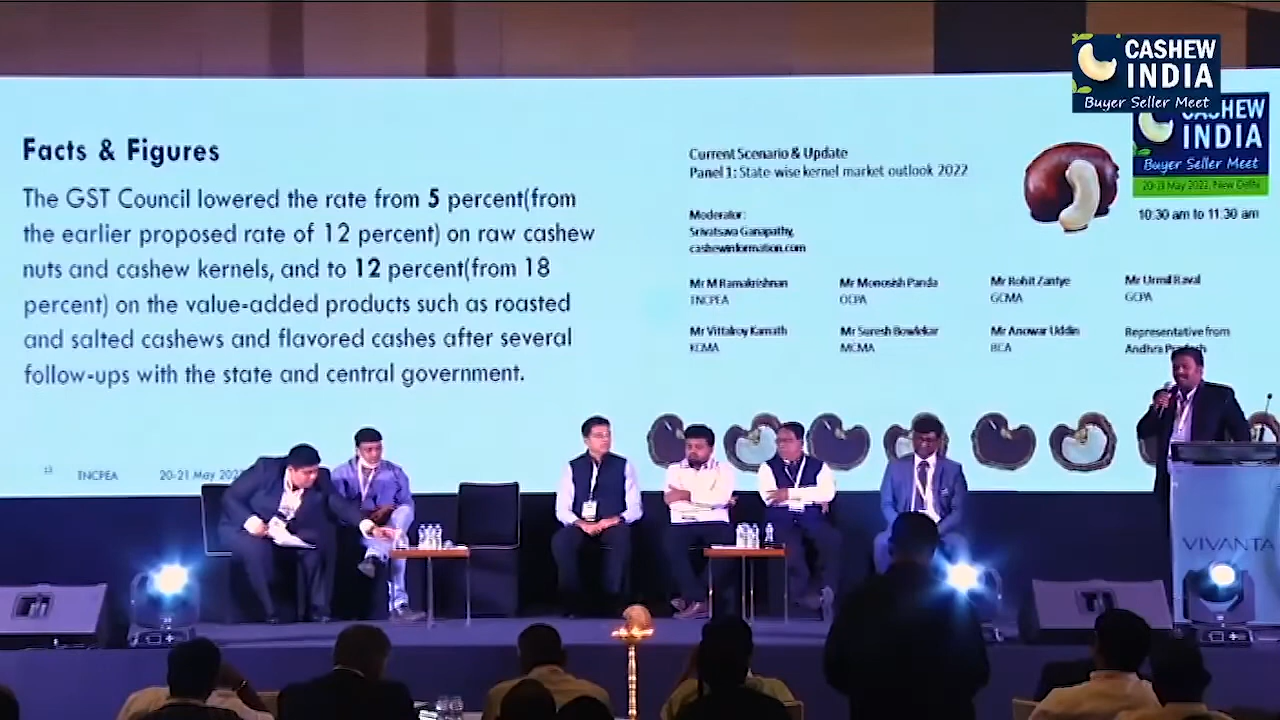 CASHEW
INDIA
Buyer Seller Meet
CASHEW
INDIA
Buyer Seller Meet
20-21 May 2022, New Delhi
10:30 am to 11:30 am
Facts & Figures
The GST Council lowered the rate from 5 percent(from
the earlier proposed rate of 12 percent) on raw cashew
nuts and cashew kernels, and to 12 percent(from 18
percent) on the value-added products such as roasted
and salted cashews and flavored cashes after several
follow-ups with the state and central government.
13 TNCPEA 20-21 May 2022
Current Scenario & Update
Panel 1: State-wise kernel market outlook 2022
Moderator:
Srivatsava Ganapathy,
cashewinformation.com
Mr M Ramakrishnan
TNCPEA
Mr Monosish Panda
OCPA
Mr Rohit Zantye
GCMA
Mr Urmil Raval
GCPA
Mr Vittalroy Kamath
KCMA
Mr Suresh Bowlekar
MCMA
Mr Anowar Uddin
BCA
Representative from
Andhra Pradesh
VIVANTA